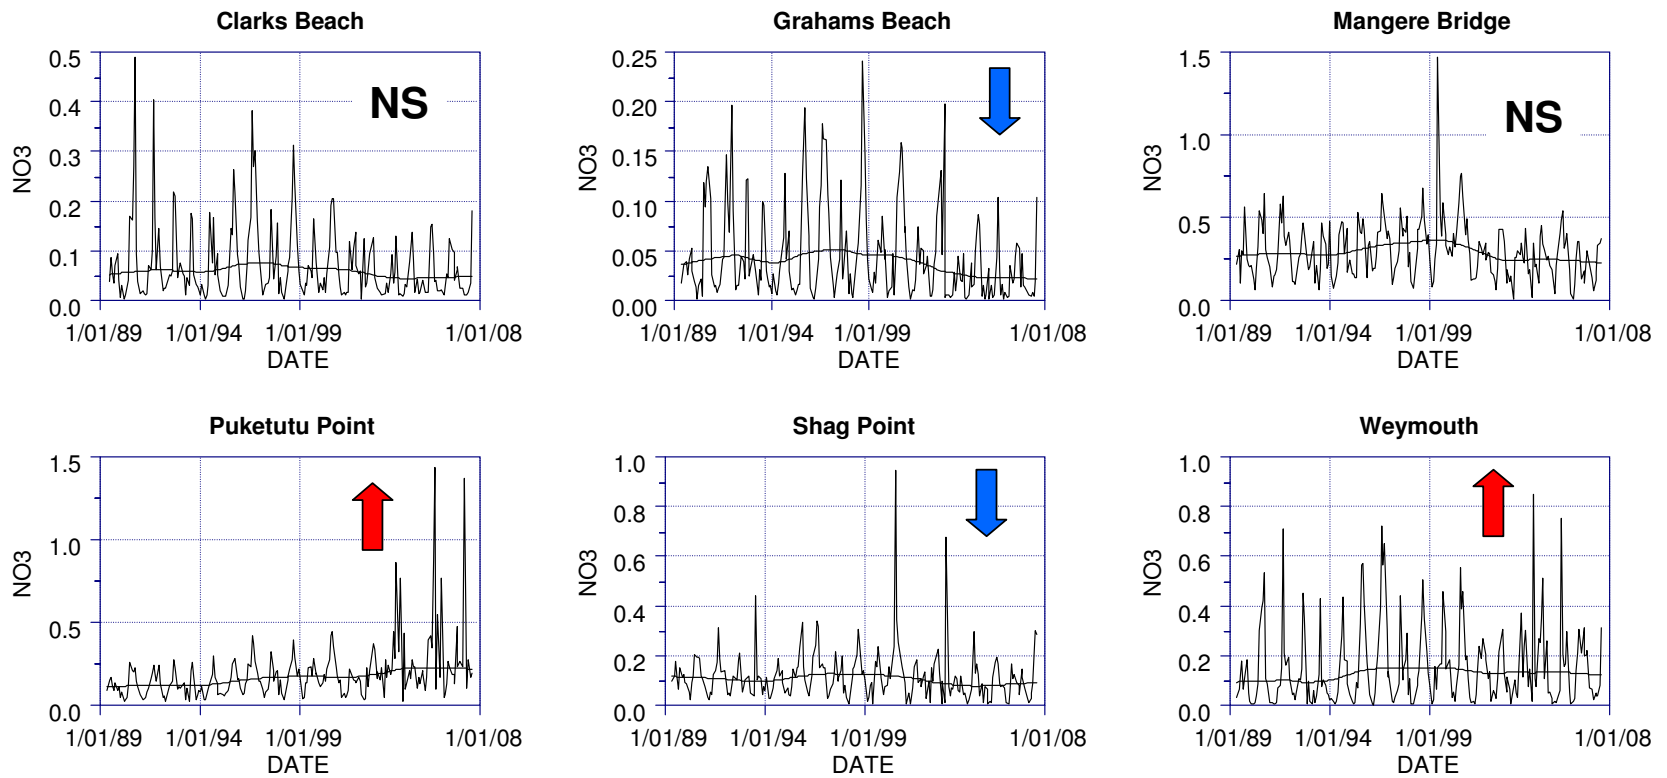 Clarks Beach
0.5
0.4
0.3
0.2
0.1
0.0
NO3
NS
1/01/89 1/01/94 1/01/99 1/01/08
DATE
Grahams Beach
0.25
0.20
0.15
0.10
0.05
0.00
NO3
1/01/89 1/01/94 1/01/99 1/01/08
DATE
Mangere Bridge
1.5
1.0
0.5
0.0
NO3
NS
1/01/89 1/01/94 1/01/99 1/01/08
DATE
Puketutu Point
1.5
1.0
0.5
0.0
NO3
1/01/89 1/01/94 1/01/99 1/01/08
DATE
Shag Point
1.0
0.8
0.6
0.4
0.2
0.0
NO3
1/01/89 1/01/94 1/01/99 1/01/08
DATE
Weymouth
1.0
0.8
0.6
0.4
0.2
0.0
NO3
1/01/89 1/01/94 1/01/99 1/01/08
DATE